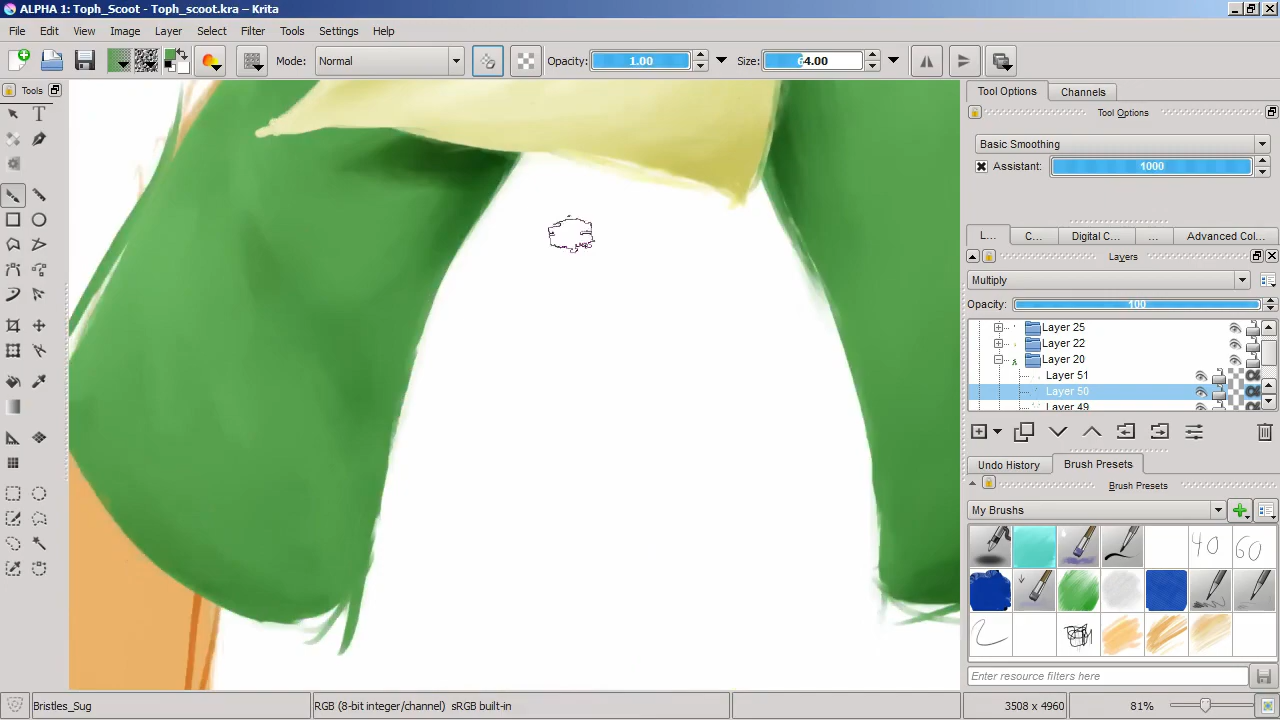 ALPHA 1: Toph_Scoot - Toph_scoot.kra – Krita
File Edit View Image Layer Select Filter Tools Settings Help
Mode: Normal Opacity: 1.00 Size: 64.00
Tools
Tool Options Channels
Tool Options
Basic Smoothing
Assistant: 1000
L... C... Digital C... ... Advanced Col...
Layers
Multiply
Opacity: 100
Layer 25
Layer 22
Layer 20
Layer 51
Layer 50
Layer 49
Undo History Brush Presets
Brush Presets
My Brushs
40 60
Enter resource filters here
Bristles_Sug RGB (8-bit integer/channel) sRGB built-in 3508 x 4960 81%